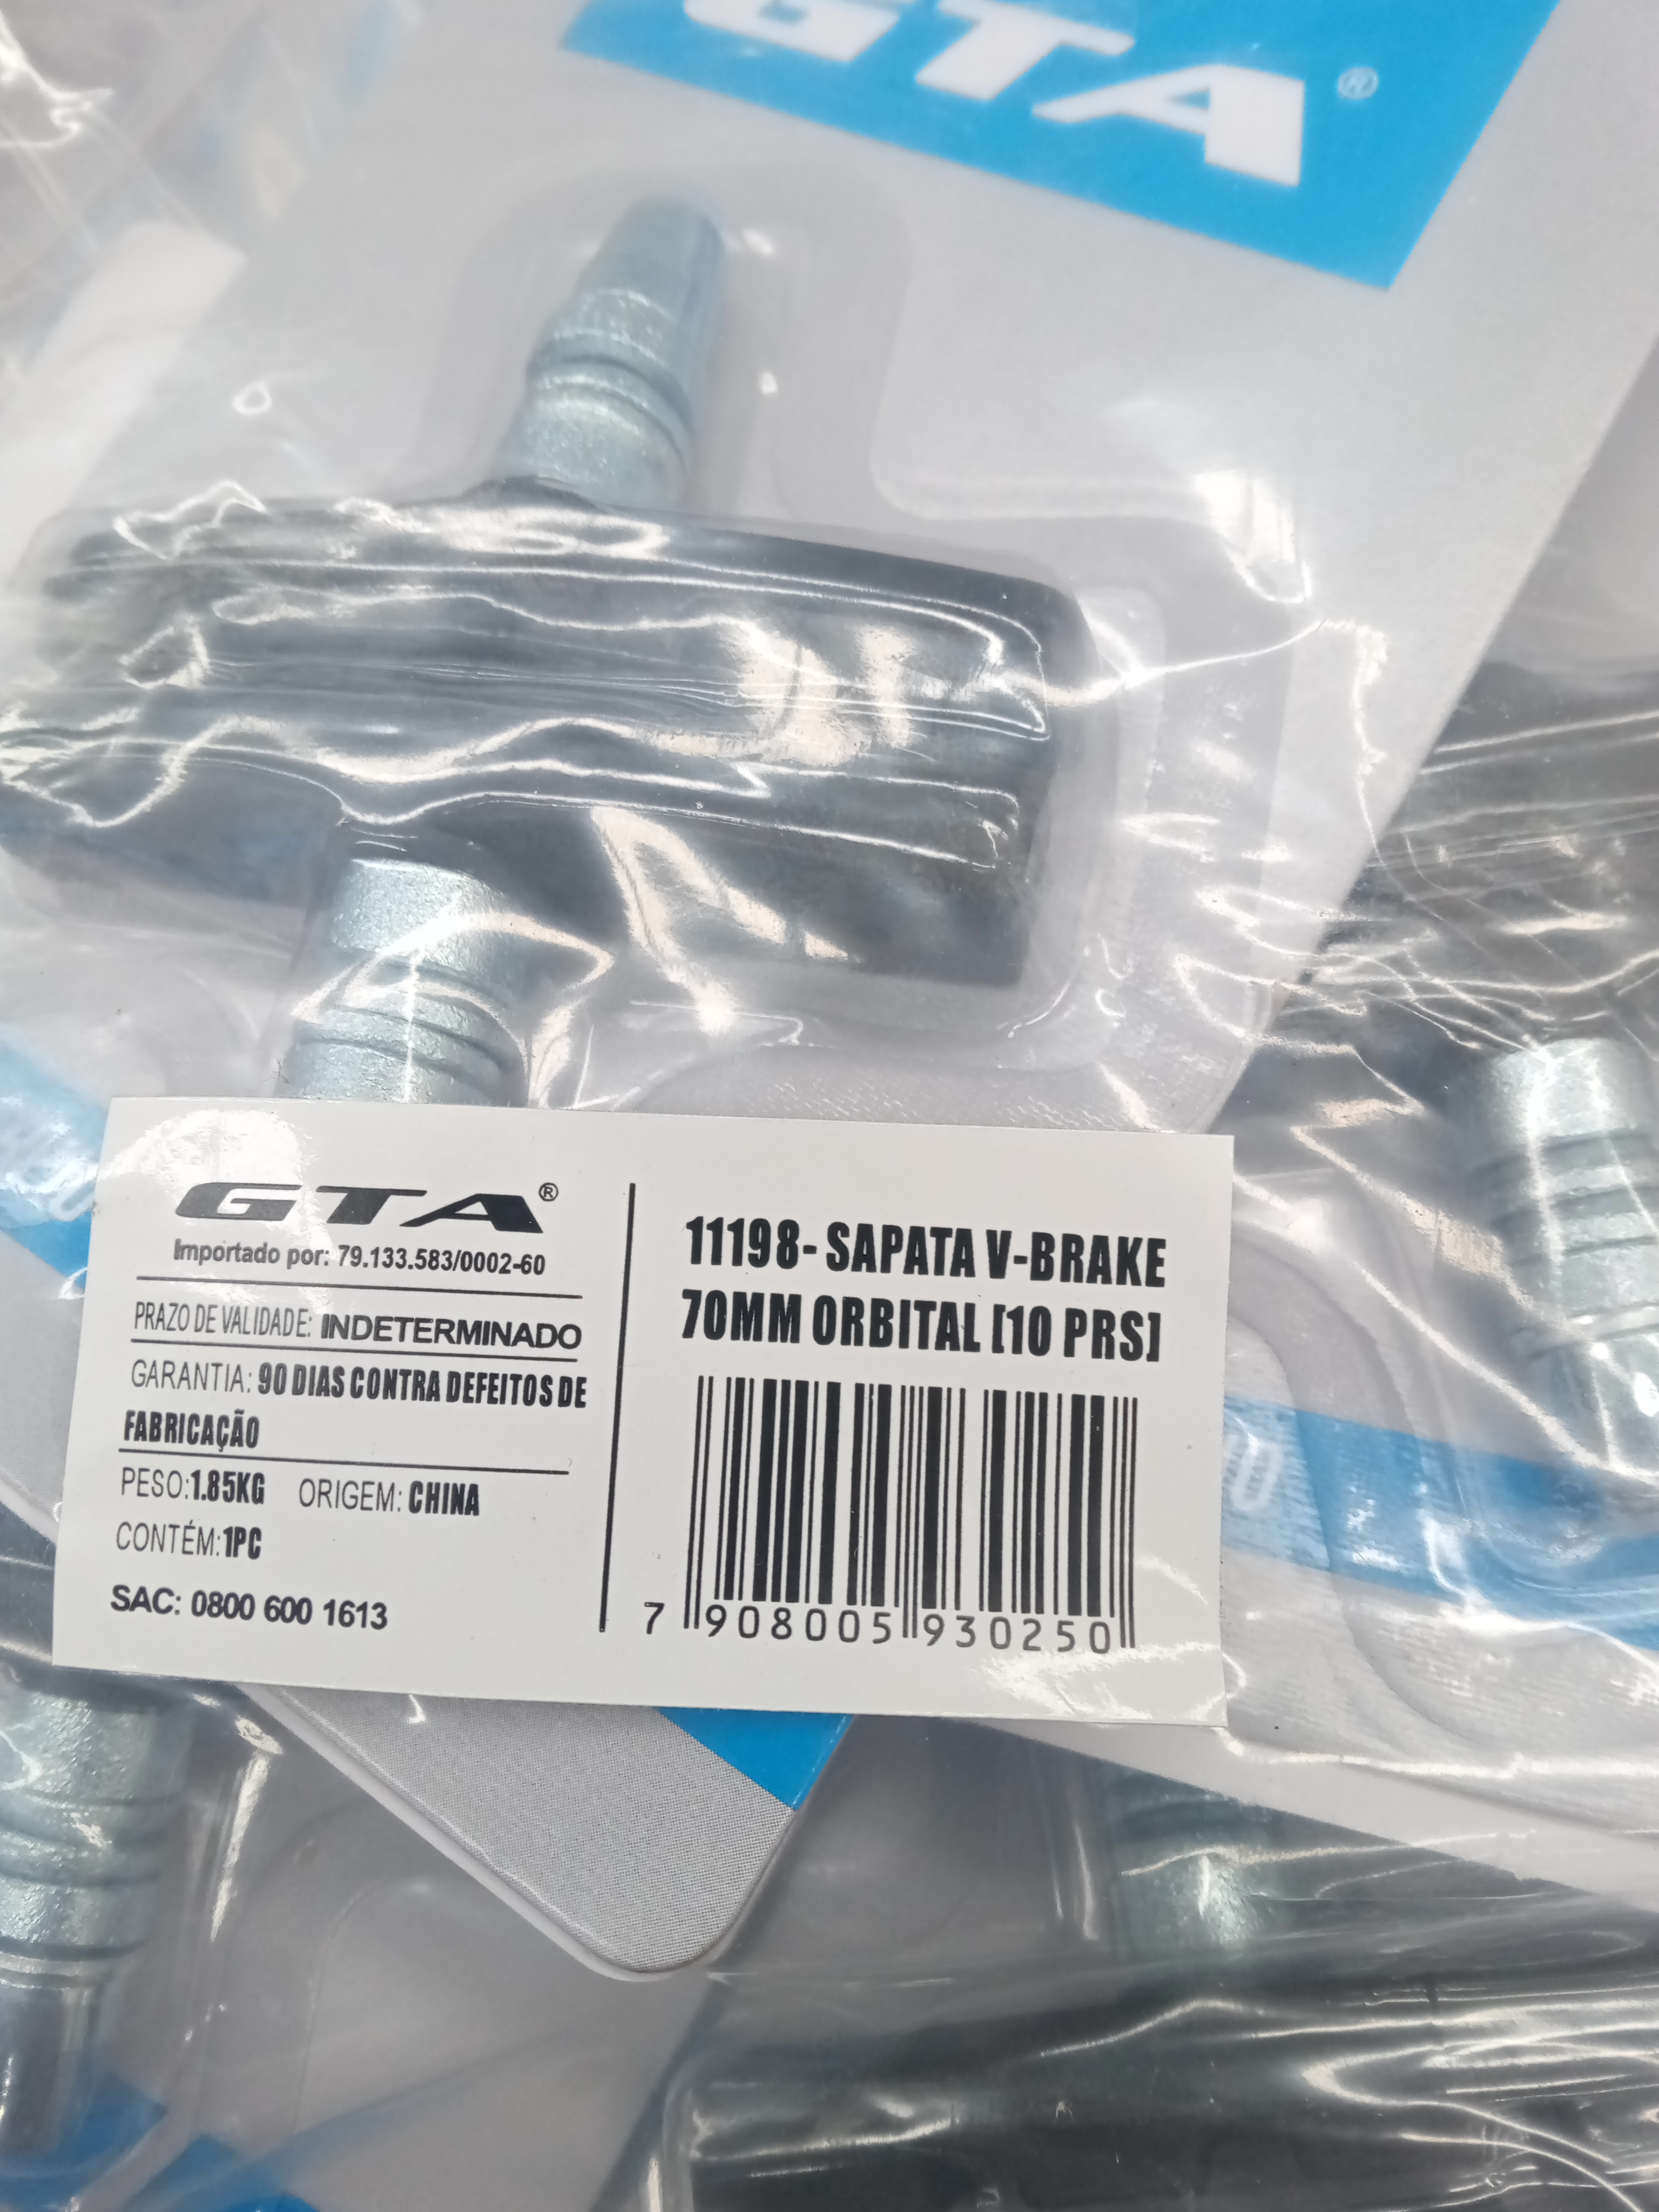 GTA®
GTA®
Importado por: 79.133.583/0002-60
PRAZO DE VALIDADE: INDETERMINADO
GARANTIA: 90 DIAS CONTRA DEFEITOS DE
FABRICAÇÃO
PESO:1.85KG ORIGEM: CHINA
CONTÉM:1PC
SAC: 0800 600 1613
11198- SAPATA V-BRAKE
70MM ORBITAL [10 PRS]
7 908005 930250